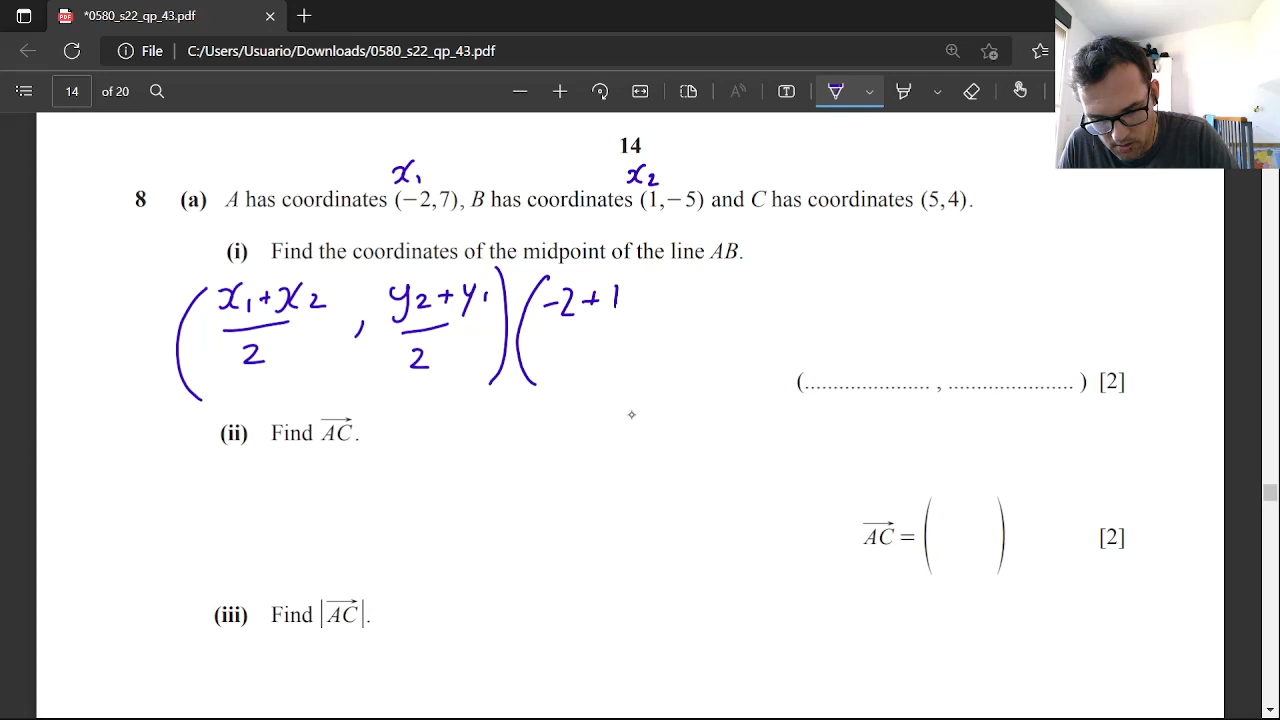 *0580_s22_qp_43.pdf
File C:/Users/Usuario/Downloads/0580_s22_qp_43.pdf
14 of 20
14
x₁ x₂
8 (a) A has coordinates (−2,7), B has coordinates (1,−5) and C has coordinates (5,4).
(i) Find the coordinates of the midpoint of the line AB.
(x₁+x₂/2 , y₂+y₁/2) (−2+1
(..................... , ...................... ) [2]
(ii) Find AC⃗.
AC⃗ = ( ) [2]
(iii) Find |AC⃗|.